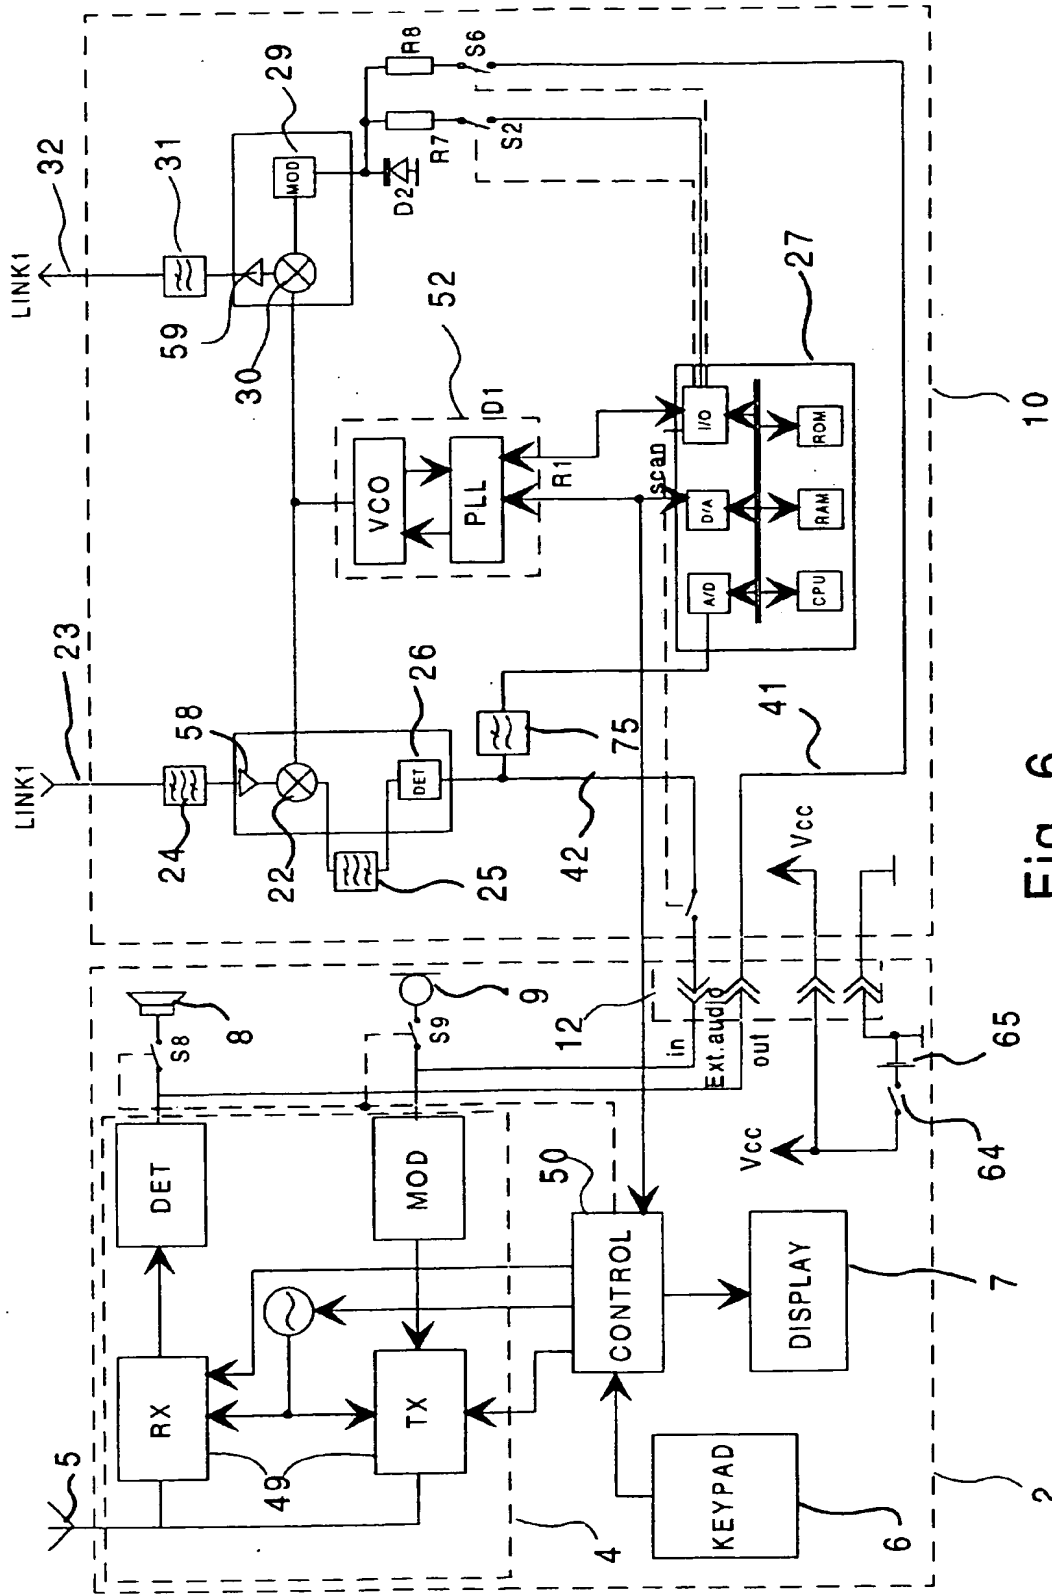 LINK1
32
31
29
59
30
MOD
R8
S6
R7
S2
D2
52
VCO
PLL
D1
R1
27
I/O
scan
D/A
A/D
ROM
RAM
CPU
10
LINK1
23
58
24
22
25
26
DET
75
42
41
Vcc
8
S8
9
S9
12
in
Ext.audio
out
65
64
Vcc
DET
MOD
50
CONTROL
DISPLAY
7
RX
TX
49
5
4
KEYPAD
6
2
Fig. 6